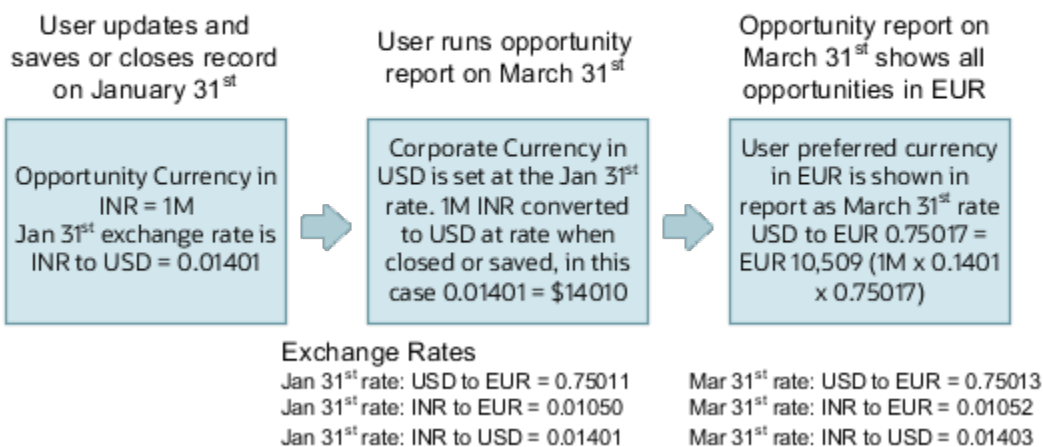 User updates and
saves or closes record
on January 31st
User runs opportunity
report on March 31st
Opportunity report on
March 31st shows all
opportunities in EUR
Opportunity Currency in
INR = 1M
Jan 31st exchange rate is
INR to USD = 0.01401
Corporate Currency in
USD is set at the Jan 31st
rate. 1M INR converted
to USD at rate when
closed or saved, in this
case 0.01401 = $14010
User preferred currency
in EUR is shown in
report as March 31st rate
USD to EUR 0.75017 =
EUR 10,509 (1M x 0.1401
x 0.75017)
Exchange Rates
Jan 31st rate: USD to EUR = 0.75011
Jan 31st rate: INR to EUR = 0.01050
Jan 31st rate: INR to USD = 0.01401
Mar 31st rate: USD to EUR = 0.75013
Mar 31st rate: INR to EUR = 0.01052
Mar 31st rate: INR to USD = 0.01403